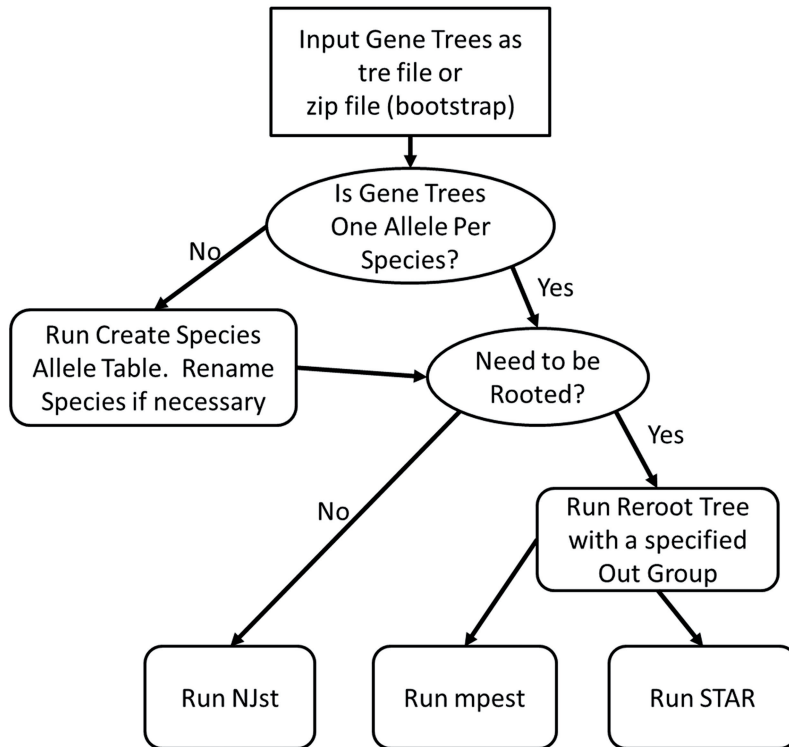 Input Gene Trees as
tre file or
zip file (bootstrap)
Is Gene Trees
One Allele Per
Species?
No
Yes
Run Create Species
Allele Table.  Rename
Species if necessary
Need to be
Rooted?
Yes
No
Run Reroot Tree
with a specified
Out Group
Run NJst
Run mpest
Run STAR